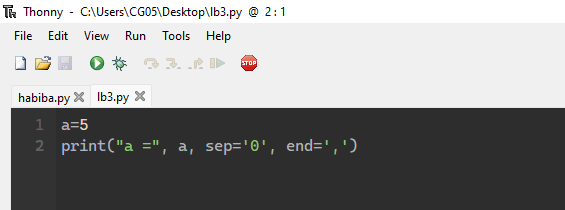 Thonny - C:\Users\CG05\Desktop\lb3.py @ 2:1
File Edit View Run Tools Help
STOP
habiba.py lb3.py
1 a=5
2 print("a =", a, sep='0', end=',')